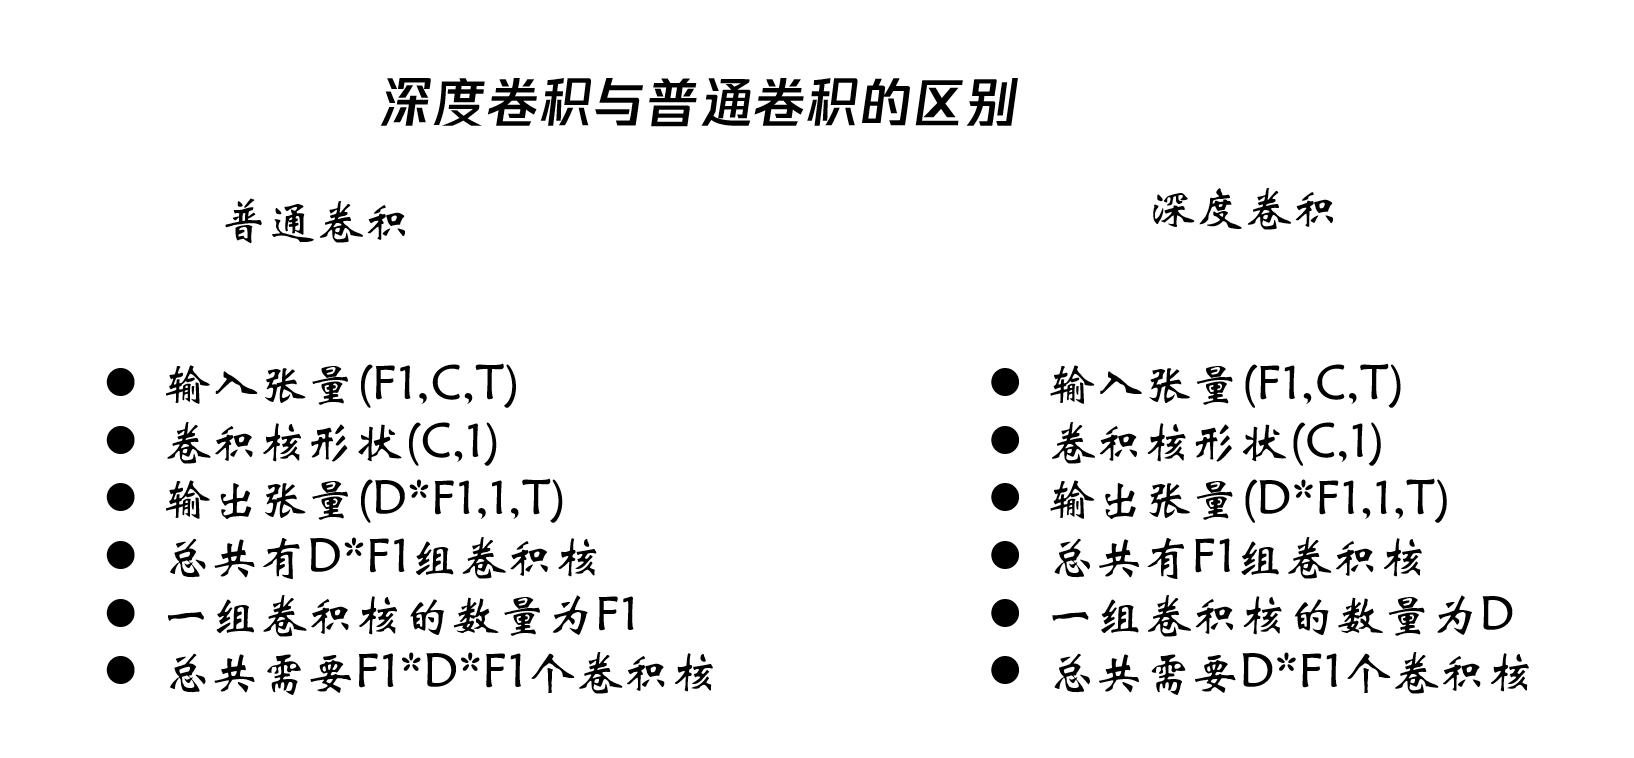 深度卷积与普通卷积的区别
普通卷积
● 输入张量(F1,C,T)
● 卷积核形状(C,1)
● 输出张量(D*F1,1,T)
● 总共有D*F1组卷积核
● 一组卷积核的数量为F1
● 总共需要F1*D*F1个卷积核
深度卷积
● 输入张量(F1,C,T)
● 卷积核形状(C,1)
● 输出张量(D*F1,1,T)
● 总共有F1组卷积核
● 一组卷积核的数量为D
● 总共需要D*F1个卷积核